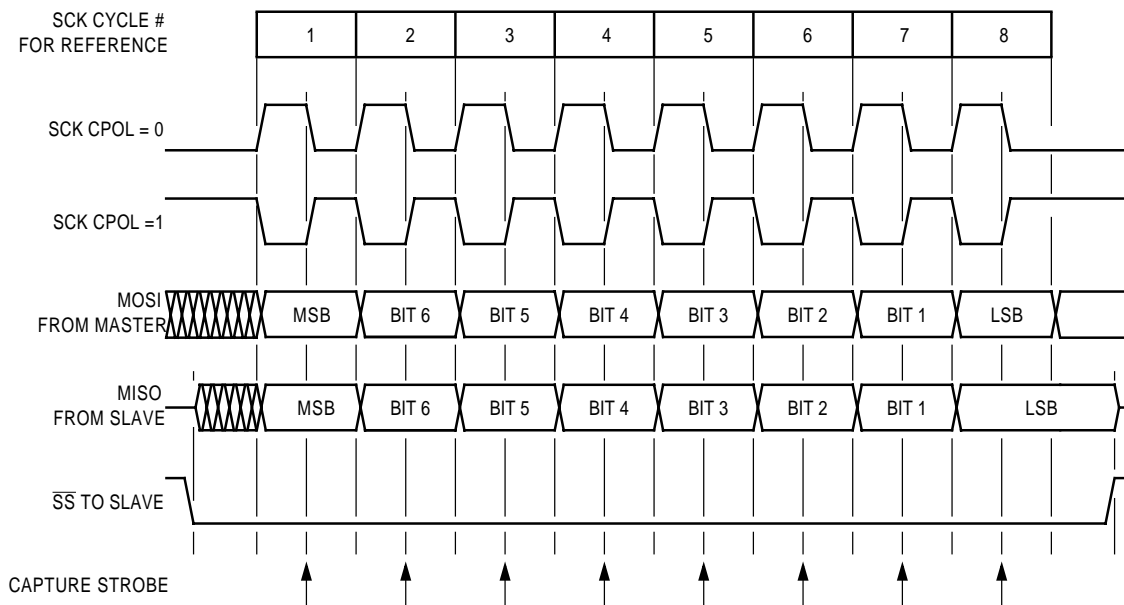 SCK CYCLE #
FOR REFERENCE
1 2 3 4 5 6 7 8
SCK CPOL = 0
SCK CPOL =1
MOSI
FROM MASTER
MSB BIT 6 BIT 5 BIT 4 BIT 3 BIT 2 BIT 1 LSB
MISO
FROM SLAVE
MSB BIT 6 BIT 5 BIT 4 BIT 3 BIT 2 BIT 1 LSB
SS TO SLAVE
CAPTURE STROBE